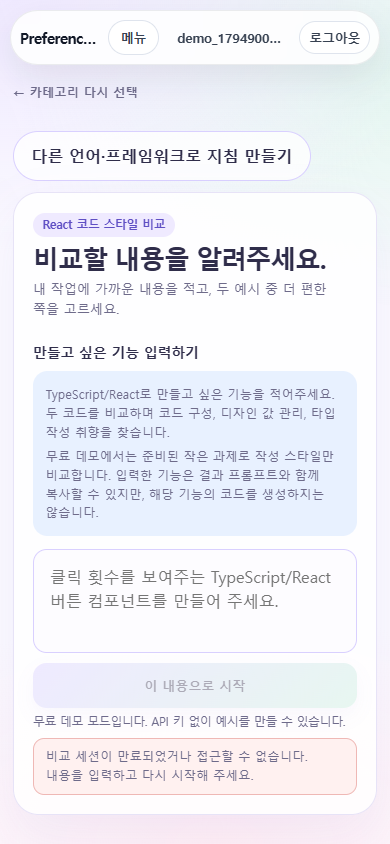 Preferenc...
메뉴
demo_1794900...
로그아웃
← 카테고리 다시 선택
다른 언어·프레임워크로 지침 만들기
React 코드 스타일 비교
비교할 내용을 알려주세요.
내 작업에 가까운 내용을 적고, 두 예시 중 더 편한
쪽을 고르세요.
만들고 싶은 기능 입력하기
TypeScript/React로 만들고 싶은 기능을 적어주세요.
두 코드를 비교하며 코드 구성, 디자인 값 관리, 타입
작성 취향을 찾습니다.
무료 데모에서는 준비된 작은 과제로 작성 스타일만
비교합니다. 입력한 기능은 결과 프롬프트와 함께
복사할 수 있지만, 해당 기능의 코드를 생성하지는
않습니다.
클릭 횟수를 보여주는 TypeScript/React
버튼 컴포넌트를 만들어 주세요.
이 내용으로 시작
무료 데모 모드입니다. API 키 없이 예시를 만들 수 있습니다.
비교 세션이 만료되었거나 접근할 수 없습니다.
내용을 입력하고 다시 시작해 주세요.